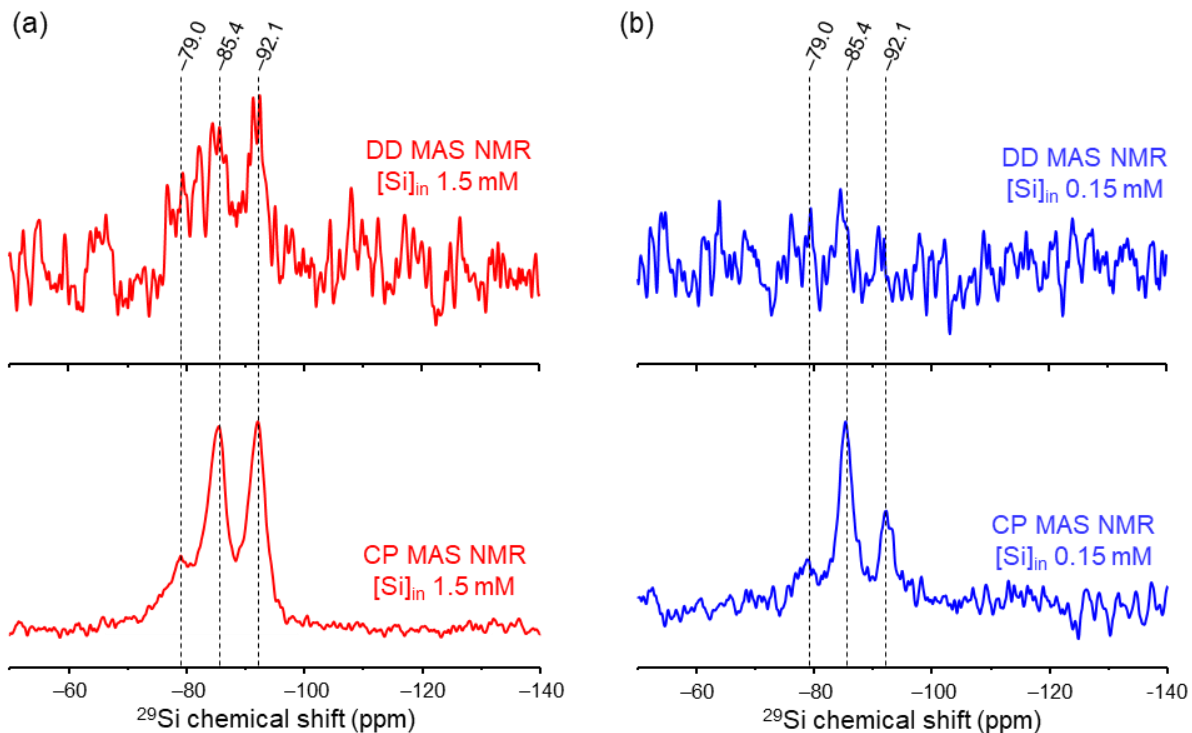 (a)
–79.0
–85.4
–92.1
DD MAS NMR
[Si]in 1.5 mM
CP MAS NMR
[Si]in 1.5 mM
–60
–80
–100
–120
–140
29Si chemical shift (ppm)
(b)
–79.0
–85.4
–92.1
DD MAS NMR
[Si]in 0.15 mM
CP MAS NMR
[Si]in 0.15 mM
–60
–80
–100
–120
-140
29Si chemical shift (ppm)